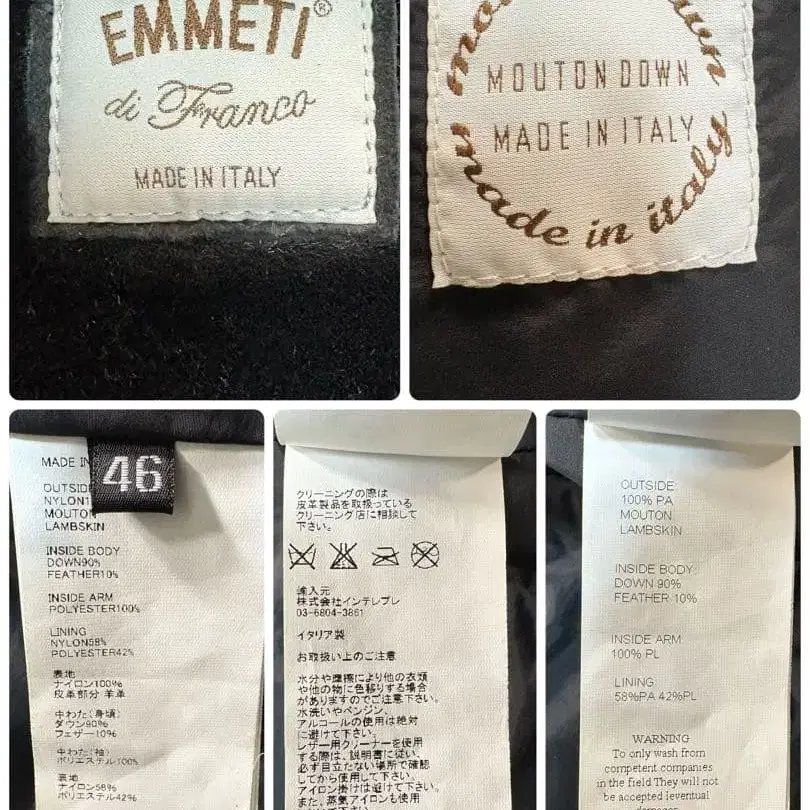 EMMETI®
di Franco
MADE IN ITALY
MOUTON DOWN
MADE IN ITALY
made in italy
46
MADE IN
OUTSID
NYLON1
MOUTON
LAMBSKIN
INSIDE BODY
DOWN90%
FEATHER10%
INSIDE ARM
POLYESTER100%
LINING
NYLON58%
POLYESTER42%
表地
ナイロン100%
皮革部分 羊革
中わた(身頃)
ダウン90%
フェザー10%
中わた(袖)
ポリエステル100%
裏地
ナイロン58%
ポリエステル42%
クリーニングの際は
皮革製品を取扱っている
クリーニング店に相談して
下さい。
輸入元
株式会社インテレプレ
03-6804-3861
イタリア製
お取扱い上のご注意
水分や摩擦により他の衣類
や他の物に色移りする場合
がありますのでご注意下さい。
水洗いやベンジン、
アルコールの使用は絶対
に避けて下さい。
レザー用クリーナーを使用
する際は、説明書に従い、
必ず目立たない場所で確認
してから使用して下さい。
アイロン掛けは避けて下さい。
また、蒸気アイロンも使用
OUTSIDE:
100% PA
MOUTON
LAMBSKIN
INSIDE BODY:
DOWN 90%
FEATHER 10%
INSIDE ARM
100% PL
LINING:
58%PA 42%PL
WARNING
To only wash from
competent companies
in the field They will not
be accepted leventual